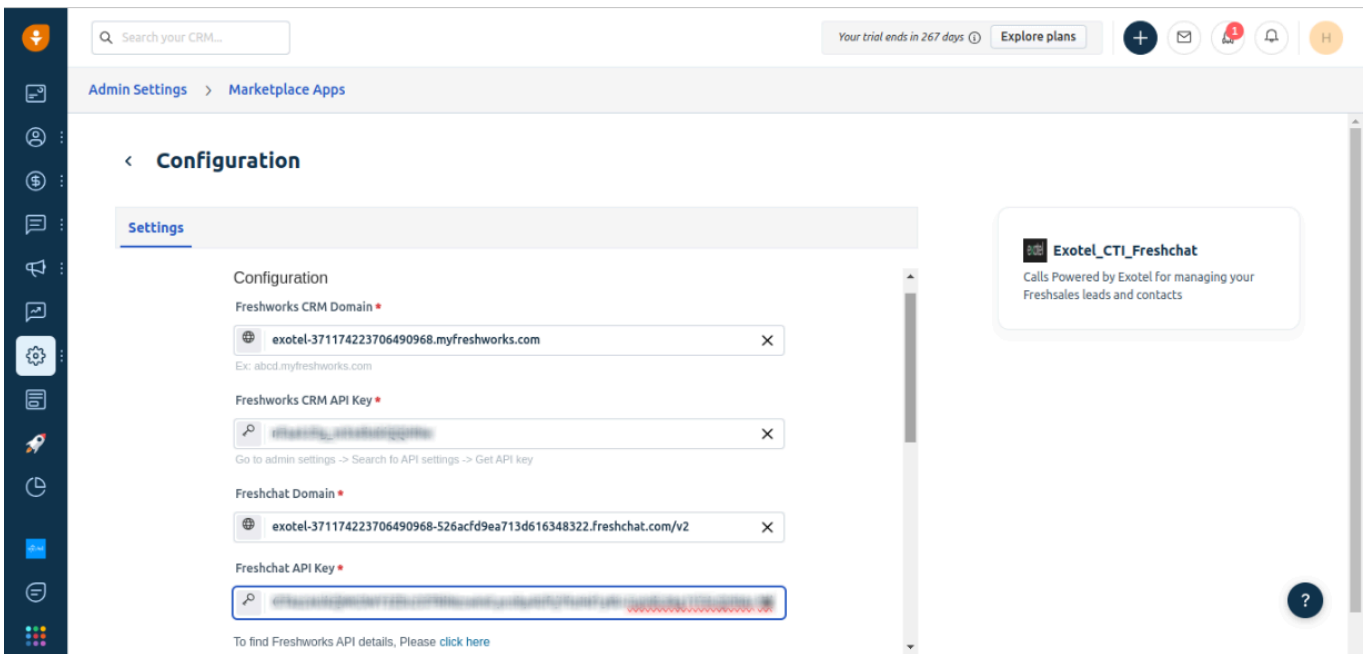 Search your CRM...
Your trial ends in 267 days
Explore plans
1
H
Admin Settings > Marketplace Apps
Configuration
Settings
Configuration
Freshworks CRM Domain *
exotel-371174223706490968.myfreshworks.com
Ex: abcd.myfreshworks.com
Freshworks CRM API Key *
Go to admin settings -> Search fo API settings -> Get API key
Freshchat Domain *
exotel-371174223706490968-526acfd9ea713d616348322.freshchat.com/v2
Freshchat API Key *
To find Freshworks API details, Please click here
Exotel_CTI_Freshchat
Calls Powered by Exotel for managing your
Freshsales leads and contacts
?